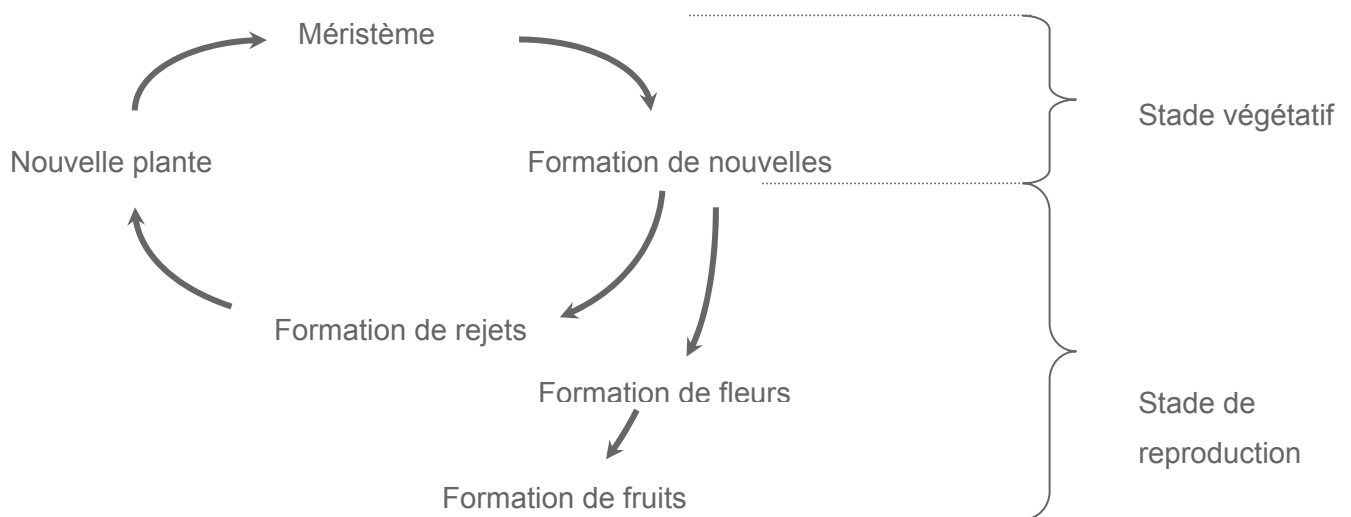 Méristème
Stade végétatif
Nouvelle plante
Formation de nouvelles
Formation de rejets
Formation de fleurs
Stade de
reproduction
Formation de fruits